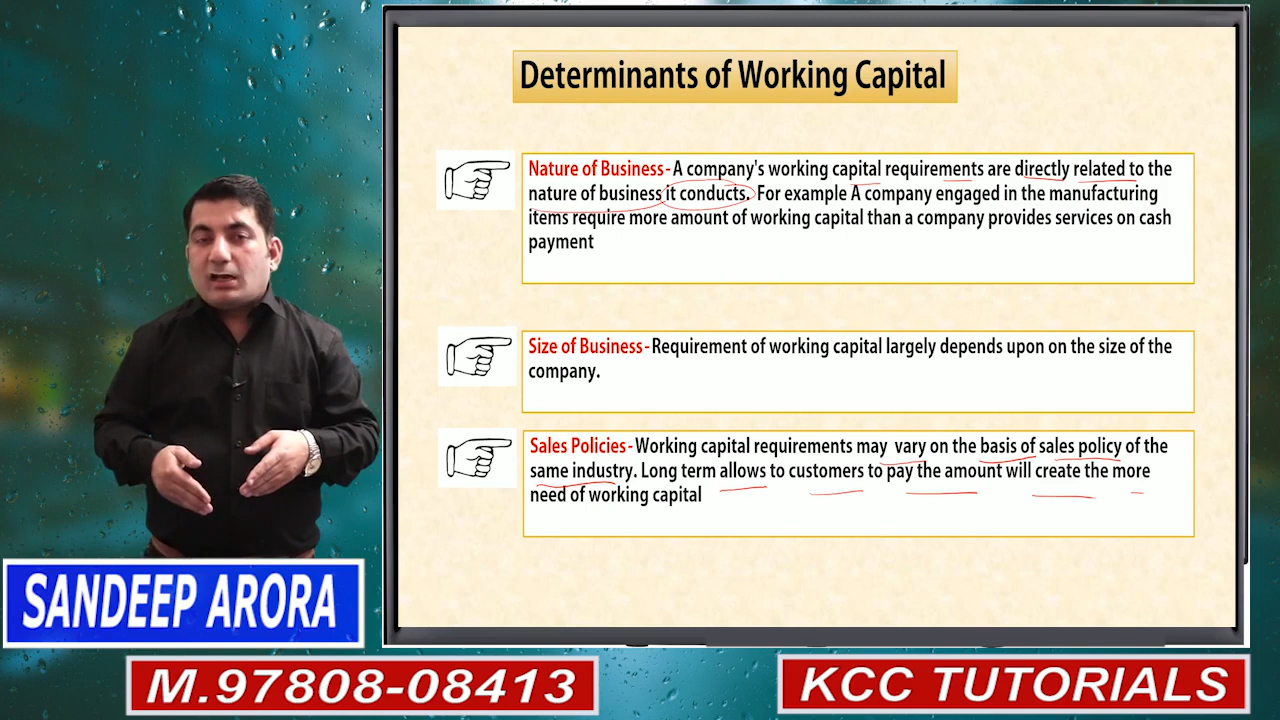 Determinants of Working Capital
Nature of Business- A company's working capital requirements are directly related to the
nature of business it conducts. For example A company engaged in the manufacturing
items require more amount of working capital than a company provides services on cash
payment
Size of Business- Requirement of working capital largely depends upon on the size of the
company.
Sales Policies- Working capital requirements may vary on the basis of sales policy of the
same industry. Long term allows to customers to pay the amount will create the more
need of working capital
SANDEEP ARORA
M.97808-08413
KCC TUTORIALS